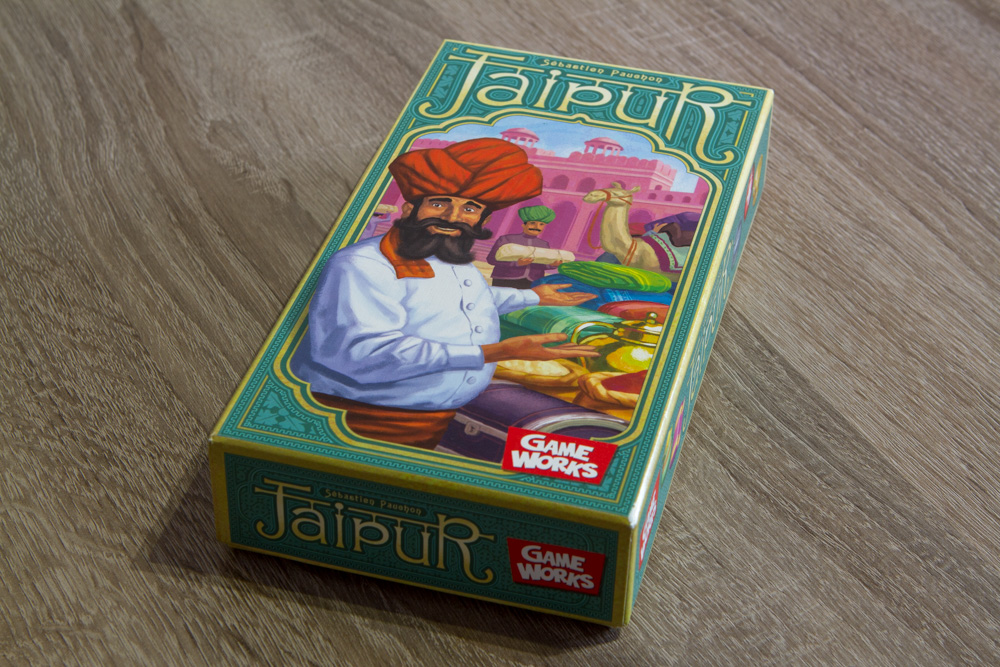 Sébastien Pauchon
Jaipur
GAME
WORKS
Sébastien Pauchon
Jaipur
GAME
WORKS